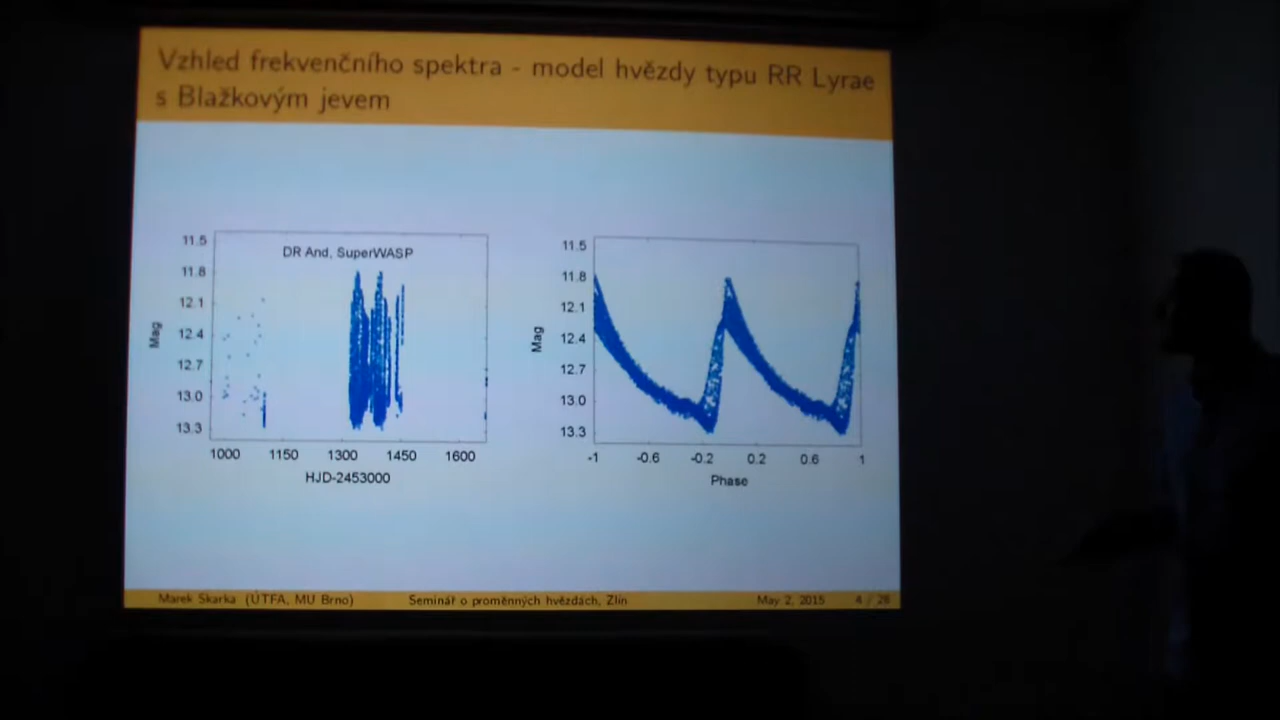 Vzhled frekvenčního spektra - model hvězdy typu RR Lyrae
s Blažkovým jevem
DR And, SuperWASP
11.5
11.8
12.1
12.4
12.7
13.0
13.3
Mag
1000 1150 1300 1450 1600
HJD-2453000
11.5
11.8
12.1
12.4
12.7
13.0
13.3
Mag
-1 -0.6 -0.2 0.2 0.6 1
Phase
Marek Skarka (ÚTFA, MU Brno) Seminář o proměnných hvězdách, Zlín May 2, 2015 4 / 28